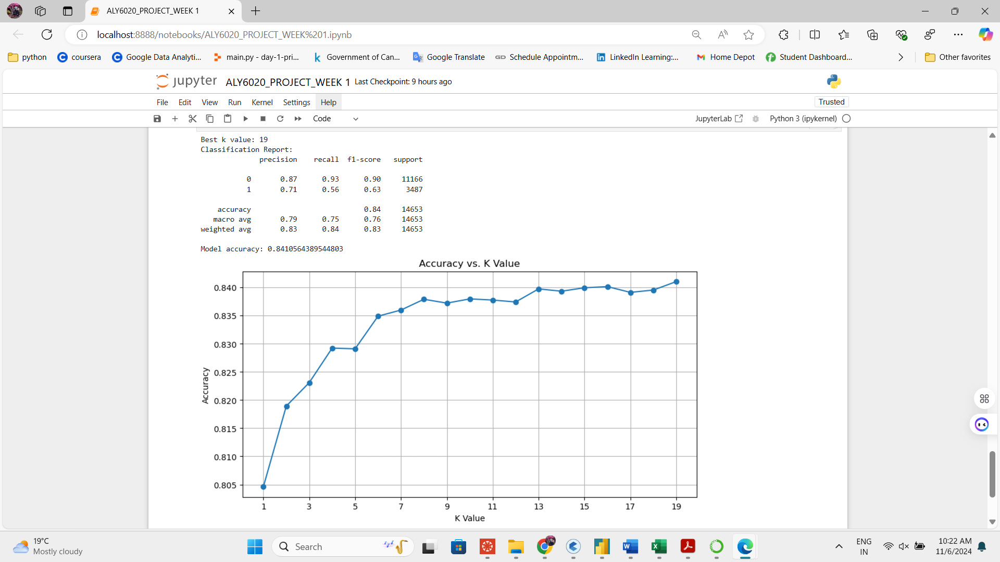 ALY6020_PROJECT_WEEK 1
localhost:8888/notebooks/ALY6020_PROJECT_WEEK%201.ipynb
python coursera Google Data Analyti... main.py - day-1-pri... Government of Can... Google Translate GD Schedule Appointm... LinkedIn Learning:... Home Depot Student Dashboard... Other favorites
jupyter ALY6020_PROJECT_WEEK 1 Last Checkpoint: 9 hours ago
File Edit View Run Kernel Settings Help Trusted
Code JupyterLab Python 3 (ipykernel)
Best k value: 19
Classification Report:
precision recall f1-score support
0 0.87 0.93 0.90 11166
1 0.71 0.56 0.63 3487
accuracy 0.84 14653
macro avg 0.79 0.75 0.76 14653
weighted avg 0.83 0.84 0.83 14653
Model accuracy: 0.8410564389544803
Accuracy vs. K Value
0.840
0.835
0.830
0.825
0.820
0.815
0.810
0.805
Accuracy
1 3 5 7 9 11 13 15 17 19
K Value
19°C
Mostly cloudy
Search
ENG
IN
10:22 AM
11/6/2024